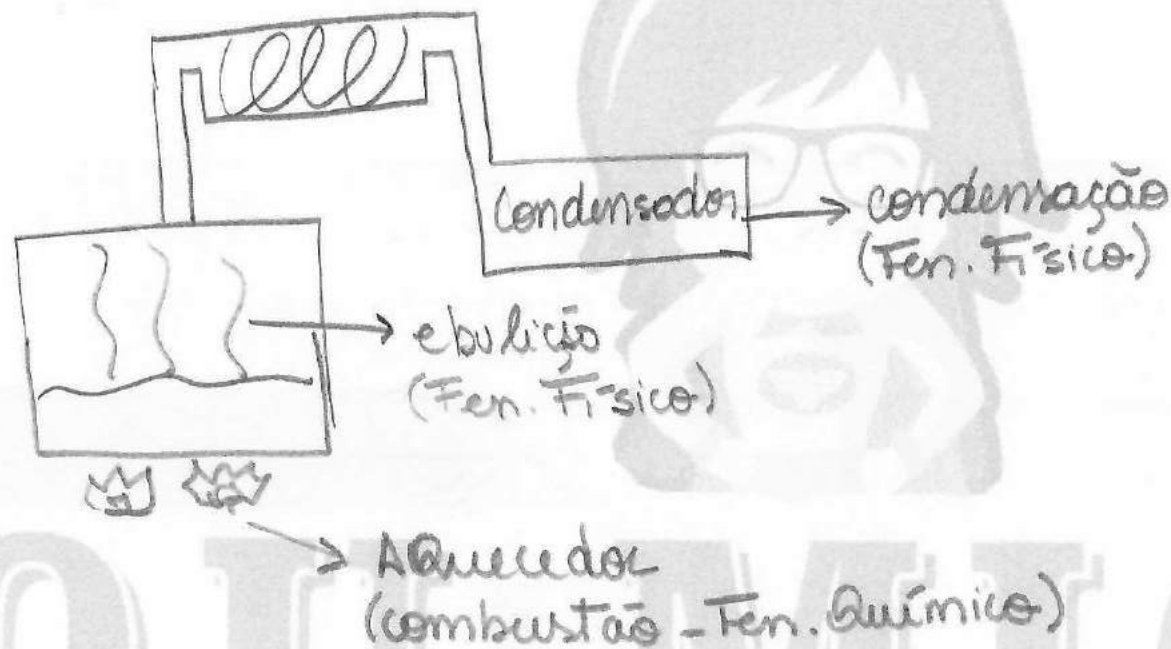 Condensador
condensação
(Fen. Físico)
ebulição
(Fen. Físico)
Aquecedor
(combustão - Fen. Químico)